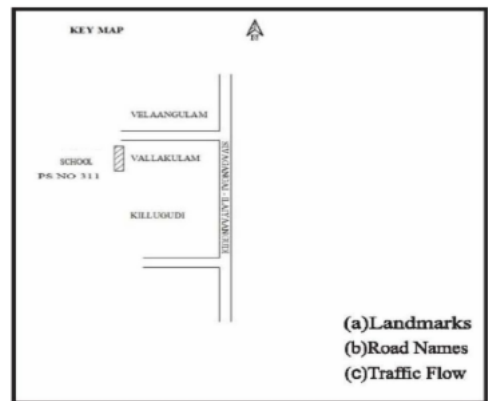 KEY MAP
N
VELAANGULAM
SCHOOL
VALLAKULAM
PS NO 311
KILLUGUDI
(a)Landmarks
(b)Road Names
(c)Traffic Flow